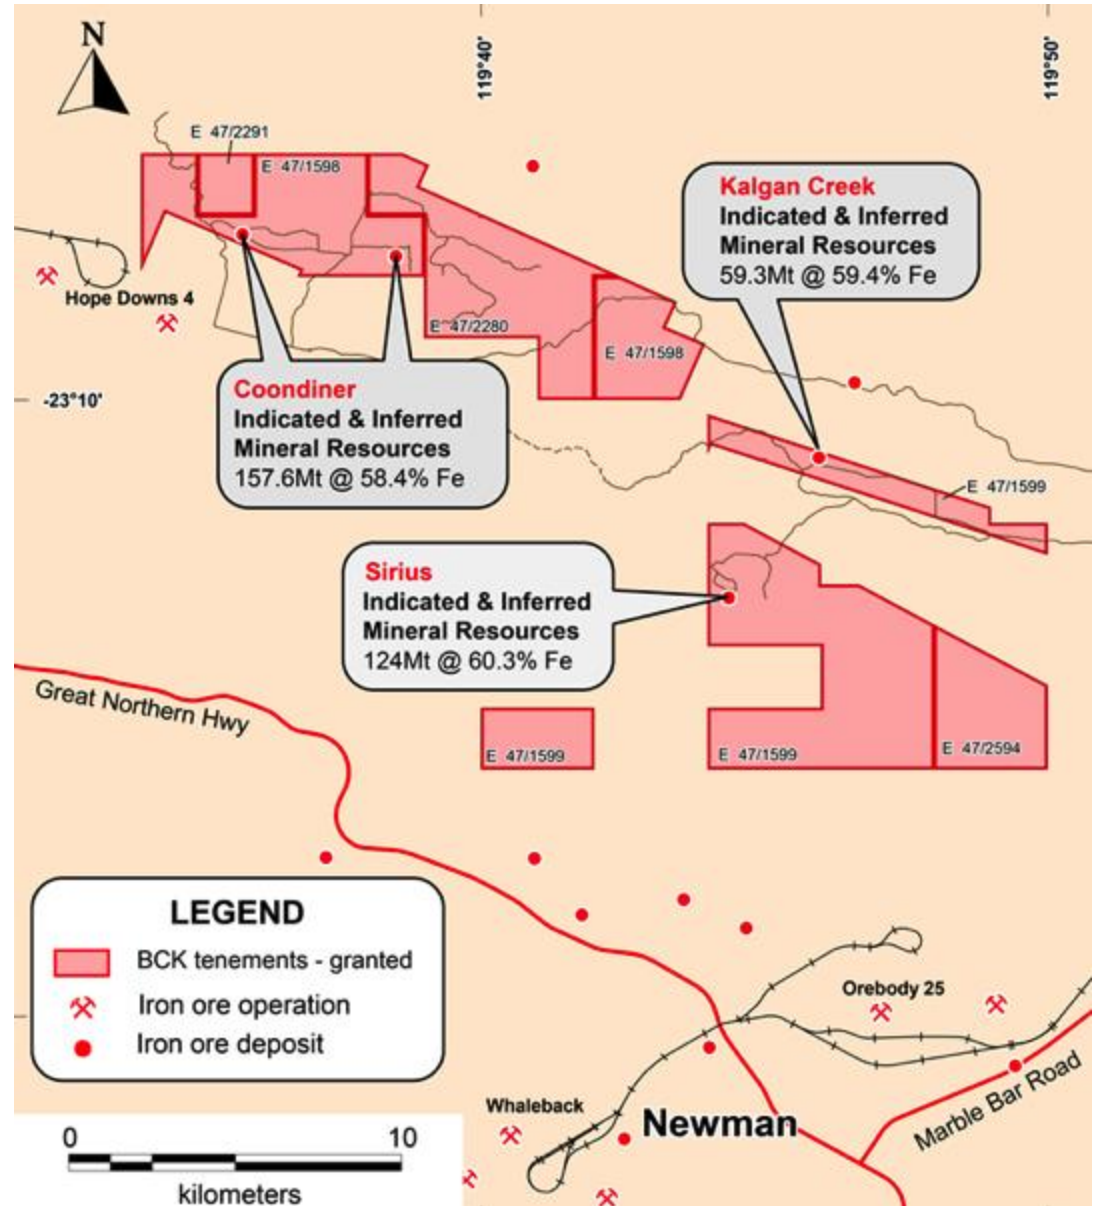 N
119°40'
119°50'
E 47/2291
E 47/1598
Kalgan Creek
Indicated & Inferred
Mineral Resources
59.3Mt @ 59.4% Fe
Hope Downs 4
E 47/2280
E 47/1598
Coondiner
Indicated & Inferred
Mineral Resources
157.6Mt @ 58.4% Fe
-23°10'
E 47/1599
Sirius
Indicated & Inferred
Mineral Resources
124Mt @ 60.3% Fe
Great Northern Hwy
E 47/1599
E 47/1599
E 47/2594
LEGEND
BCK tenements - granted
Iron ore operation
Iron ore deposit
Orebody 25
Whaleback
Newman
Marble Bar Road
0 10
kilometers